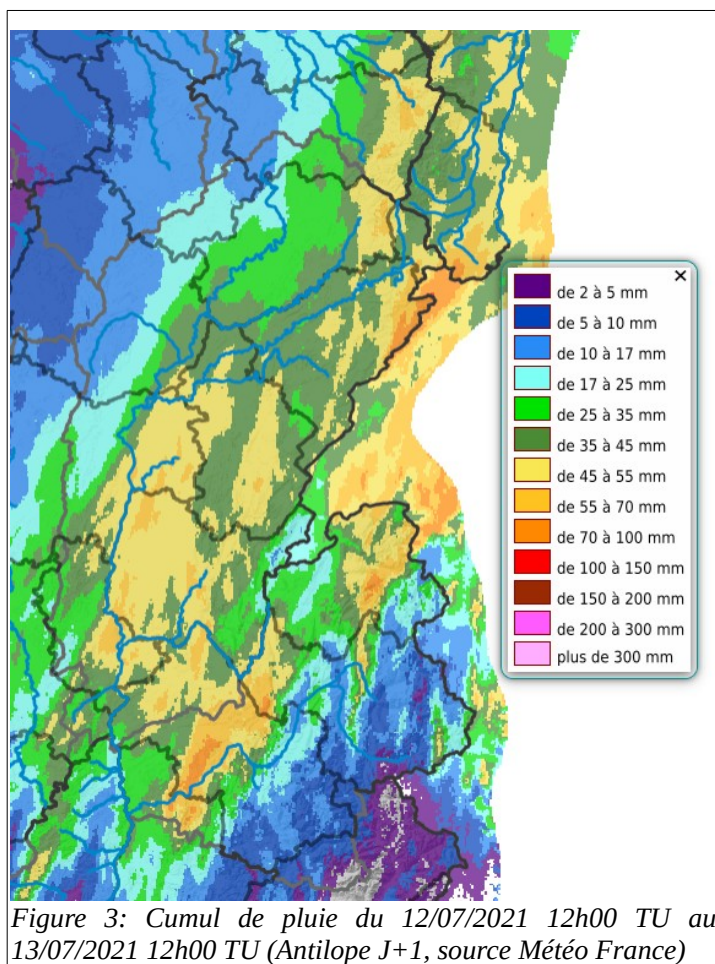 ×
de 2 à 5 mm
de 5 à 10 mm
de 10 à 17 mm
de 17 à 25 mm
de 25 à 35 mm
de 35 à 45 mm
de 45 à 55 mm
de 55 à 70 mm
de 70 à 100 mm
de 100 à 150 mm
de 150 à 200 mm
de 200 à 300 mm
plus de 300 mm
Figure 3: Cumul de pluie du 12/07/2021 12h00 TU au
13/07/2021 12h00 TU (Antilope J+1, source Météo France)